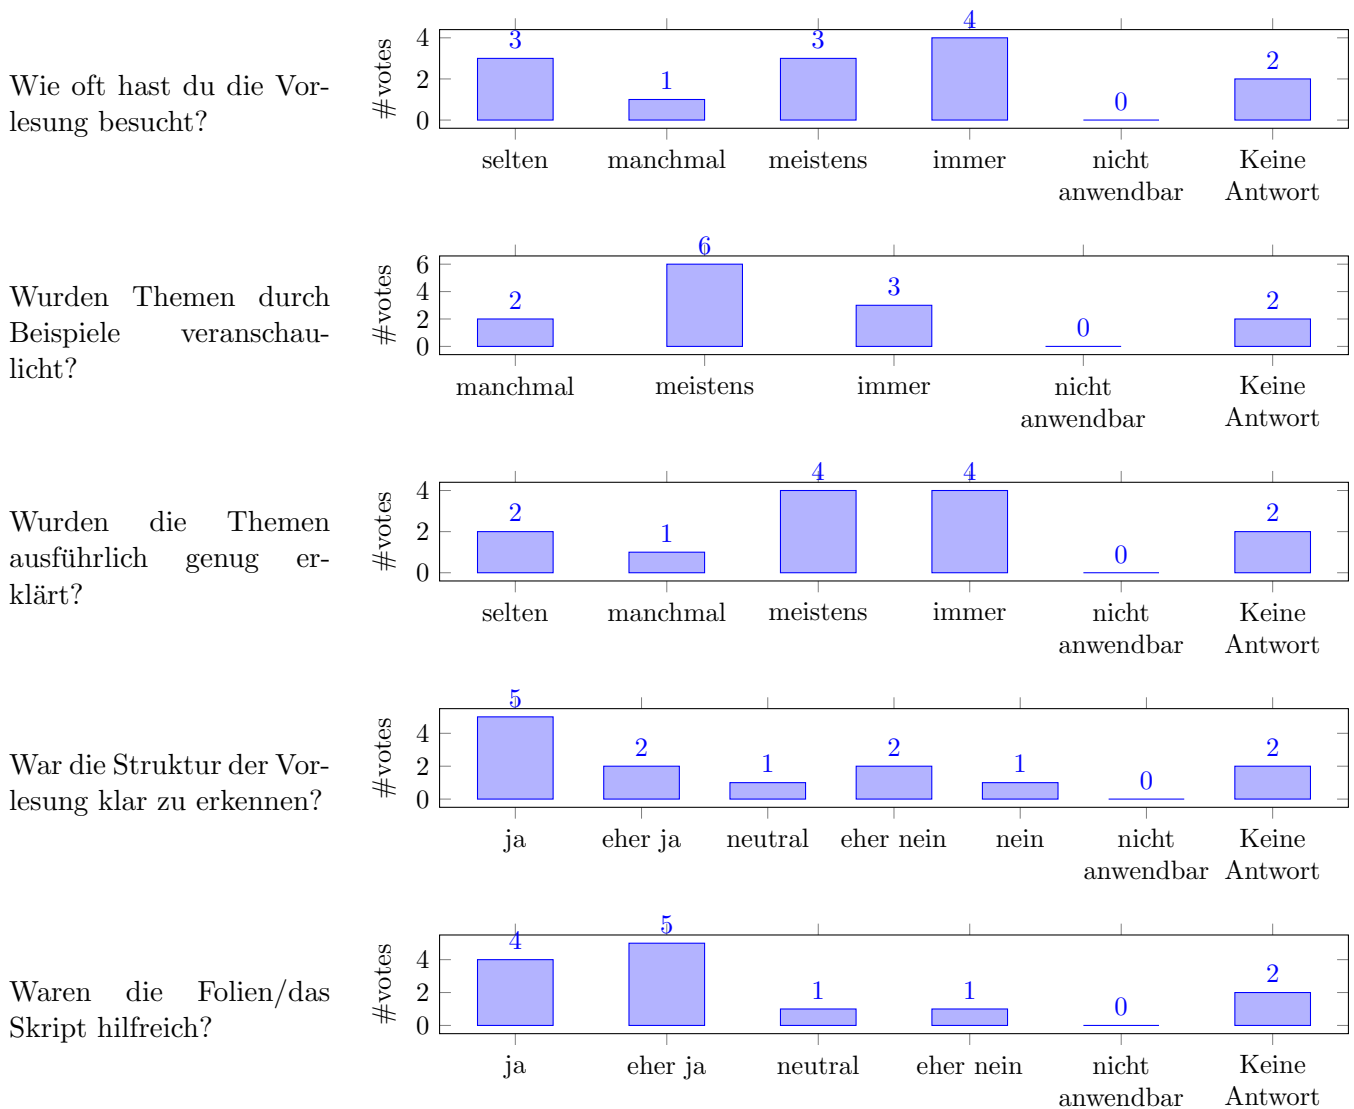 Wie oft hast du die Vor-
lesung besucht?
#votes
4
2
0
3
1
3
4
0
2
selten
manchmal
meistens
immer
nicht
anwendbar
Keine
Antwort
Wurden Themen durch
Beispiele veranschau-
licht?
#votes
6
4
2
0
2
6
3
0
2
manchmal
meistens
immer
nicht
anwendbar
Keine
Antwort
Wurden die Themen
ausführlich genug er-
klärt?
#votes
4
2
0
2
1
4
4
0
2
selten
manchmal
meistens
immer
nicht
anwendbar
Keine
Antwort
War die Struktur der Vor-
lesung klar zu erkennen?
#votes
4
2
0
5
2
1
2
1
0
2
ja
eher ja
neutral
eher nein
nein
nicht
anwendbar
Keine
Antwort
Waren die Folien/das
Skript hilfreich?
#votes
4
2
0
4
5
1
1
0
2
ja
eher ja
neutral
eher nein
nicht
anwendbar
Keine
Antwort